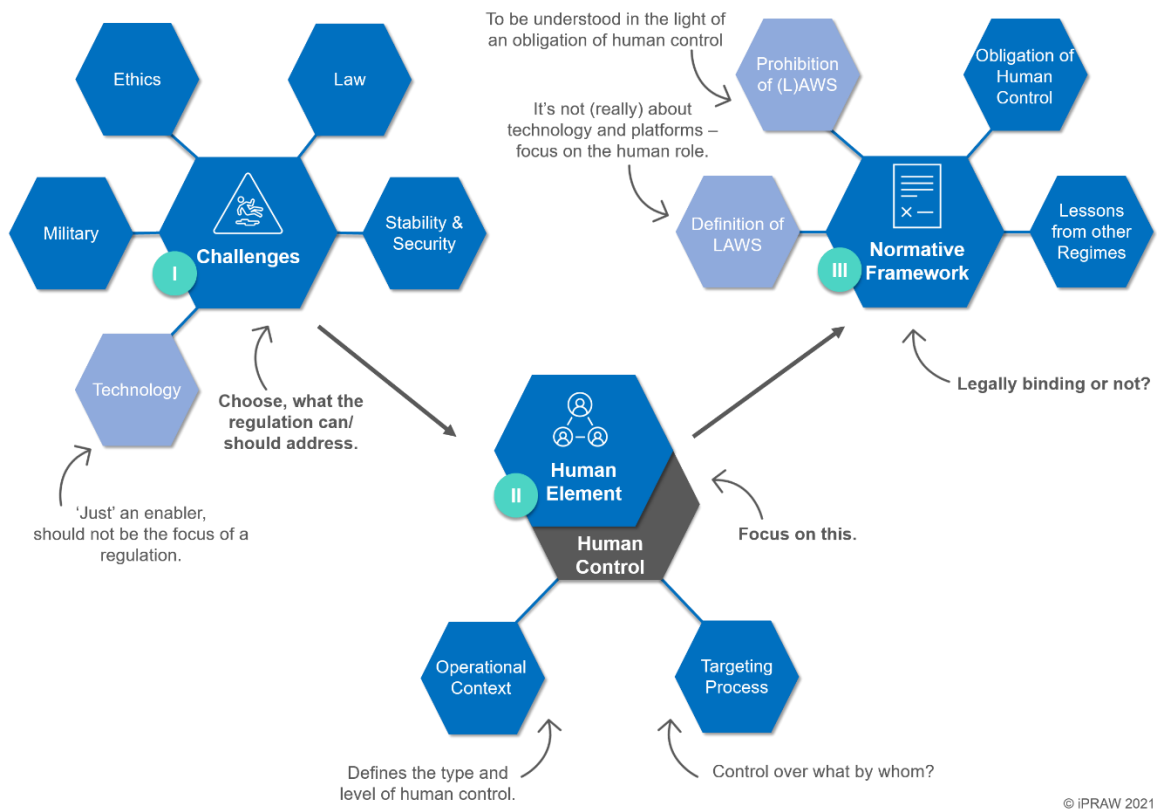 To be understood in the light of
an obligation of human control
Ethics
Law
Prohibition
of (L)AWS
Obligation of
Human
Control
It’s not (really) about
technology and platforms –
focus on the human role.
Military
Challenges
I
Stability &
Security
Definition of
LAWS
Normative
Framework
III
Lessons
from other
Regimes
Technology
Choose, what the
regulation can/
should address.
Legally binding or not?
‘Just’ an enabler,
should not be the focus of a
regulation.
Human
Element
II
Human
Control
Focus on this.
Operational
Context
Targeting
Process
Defines the type and
level of human control.
Control over what by whom?
© iPRAW 2021